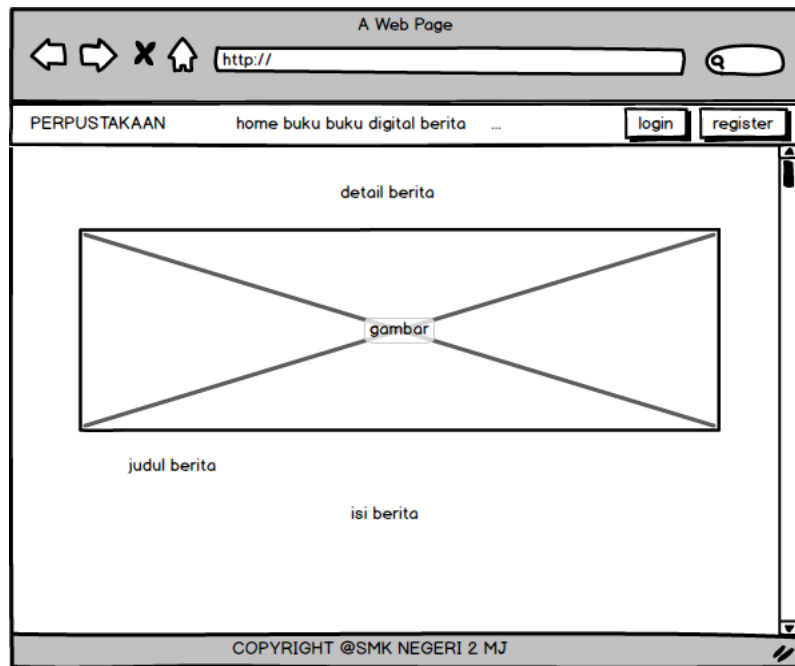 A Web Page
http://
PERPUSTAKAAN home buku buku digital berita ... login register
detail berita
gambar
judul berita
isi berita
COPYRIGHT @SMK NEGERI 2 MJ